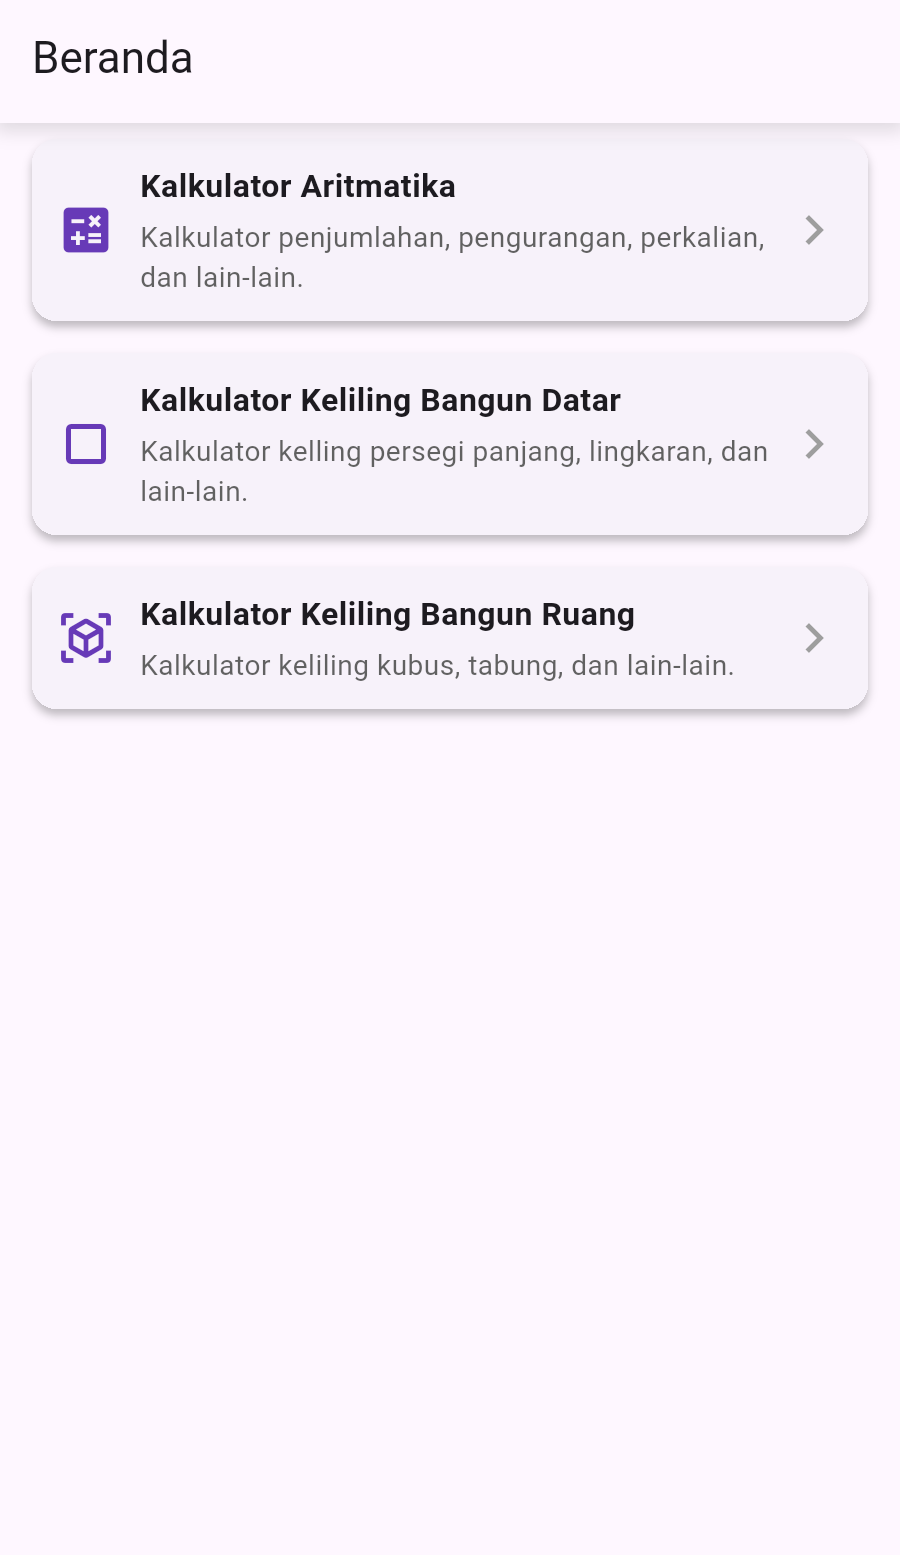 Beranda
Kalkulator Aritmatika
Kalkulator penjumlahan, pengurangan, perkalian,
dan lain-lain.
Kalkulator Keliling Bangun Datar
Kalkulator kelling persegi panjang, lingkaran, dan
lain-lain.
Kalkulator Keliling Bangun Ruang
Kalkulator keliling kubus, tabung, dan lain-lain.